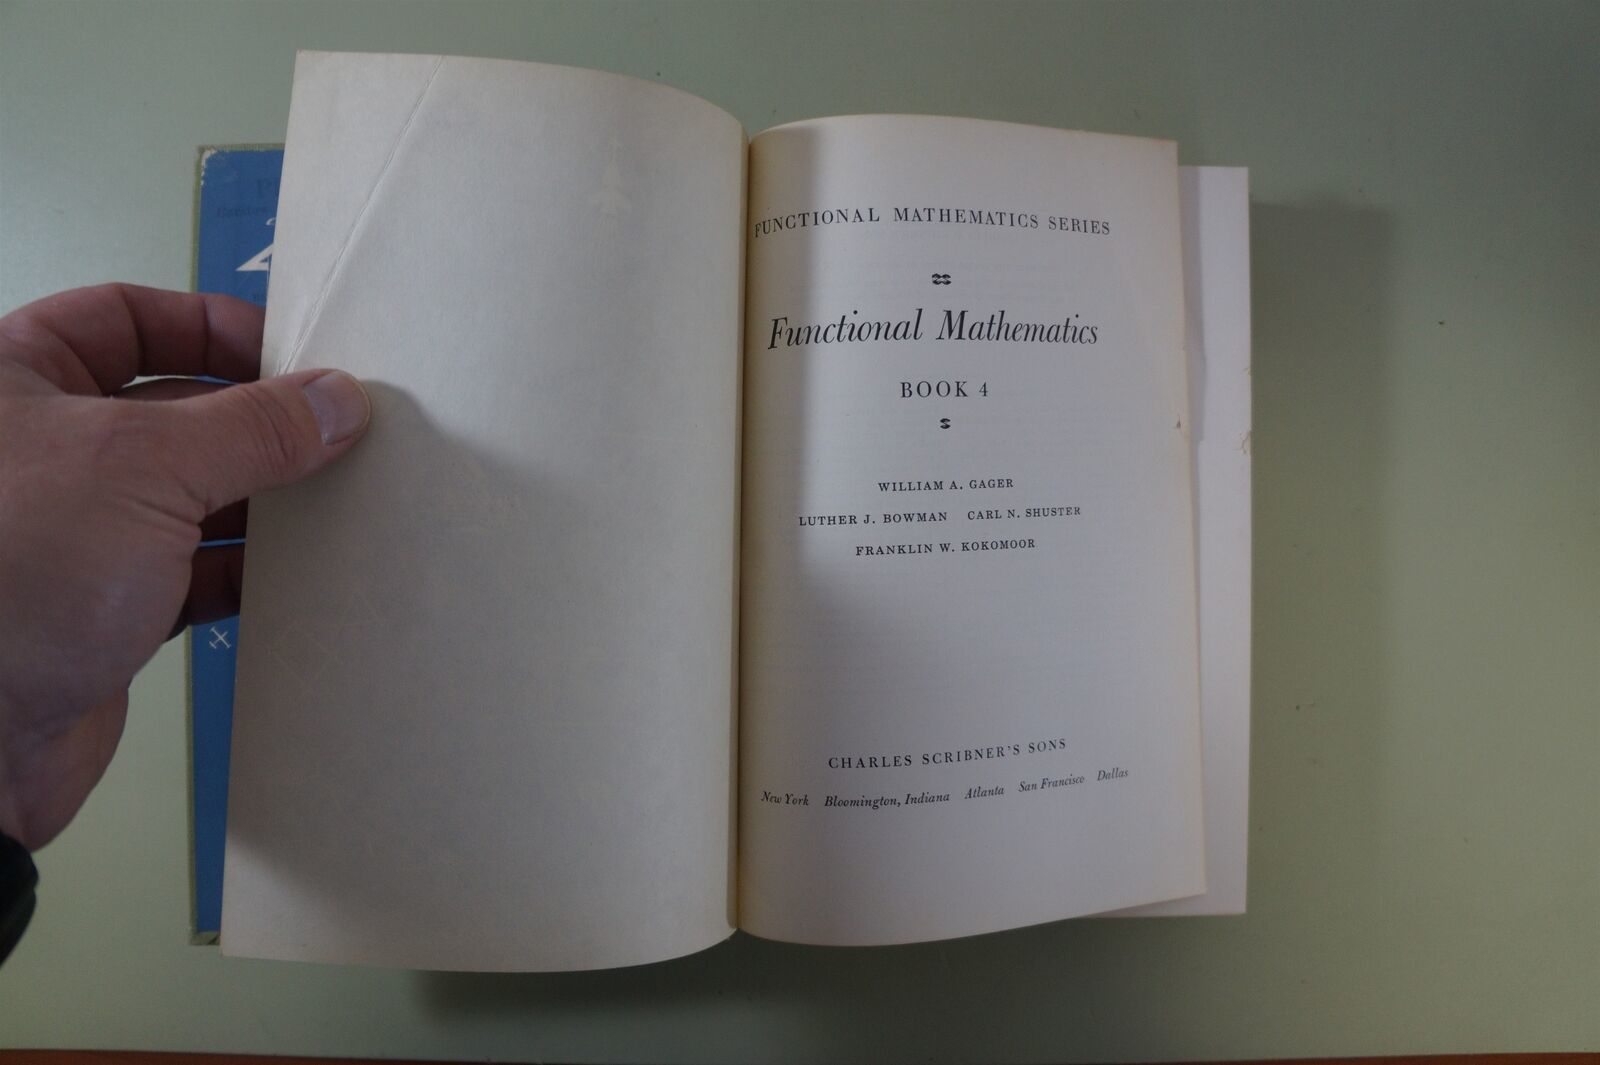 FUNCTIONAL MATHEMATICS SERIES
Functional Mathematics
BOOK 4
WILLIAM A. GAGER
LUTHER J. BOWMAN CARL N. SHUSTER
FRANKLIN W. KOKOMOOR
CHARLES SCRIBNER'S SONS
New York Bloomington, Indiana Atlanta San Francisco Dallas